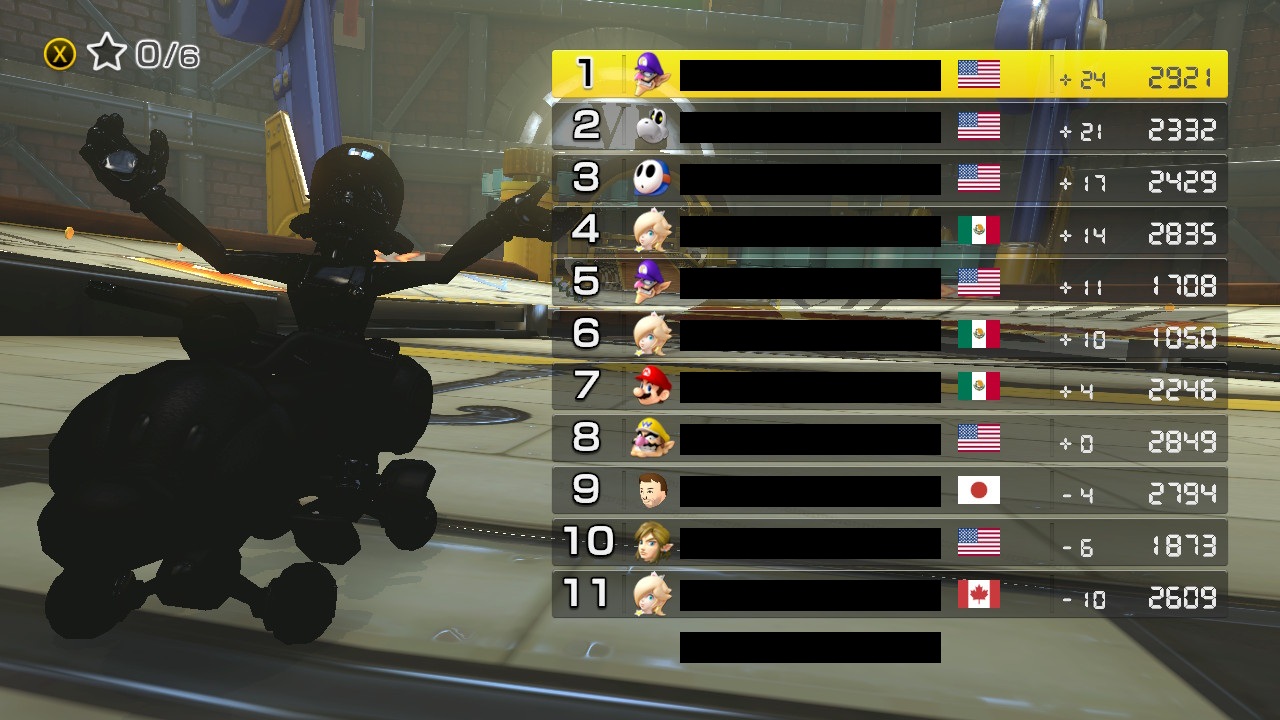 X 0/6
1 + 24 2921
2 + 21 2332
3 + 17 2429
4 + 14 2835
5 + 11 1708
6 + 10 1050
7 + 4 2246
8 + 0 2849
9 - 4 2794
10 - 6 1873
11 - 10 2609